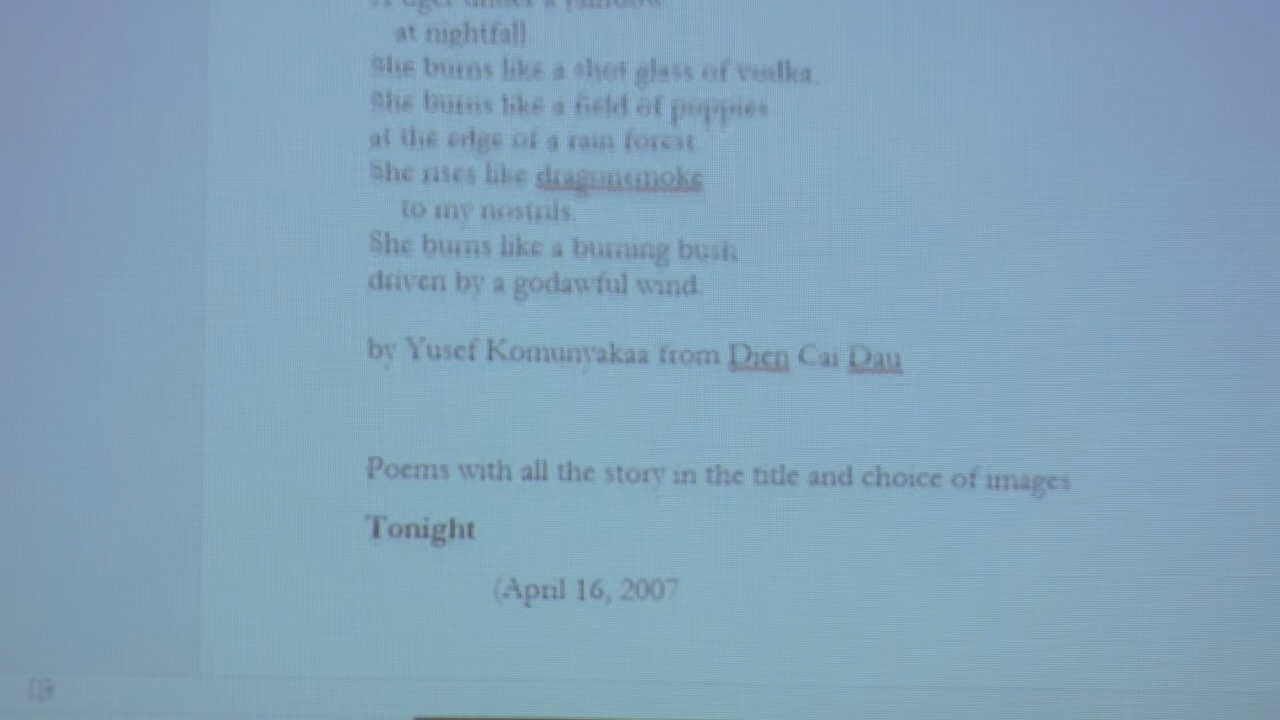 A tiger under a rainbow
at nightfall
She burns like a shot glass of vodka.
She burns like a field of poppies
at the edge of a rain forest.
She rises like dragonsmoke
to my nostrils.
She burns like a burning bush
driven by a godawful wind.
by Yusef Komunyakaa from Dien Cai Dau
Poems with all the story in the title and choice of images
Tonight
(April 16, 2007